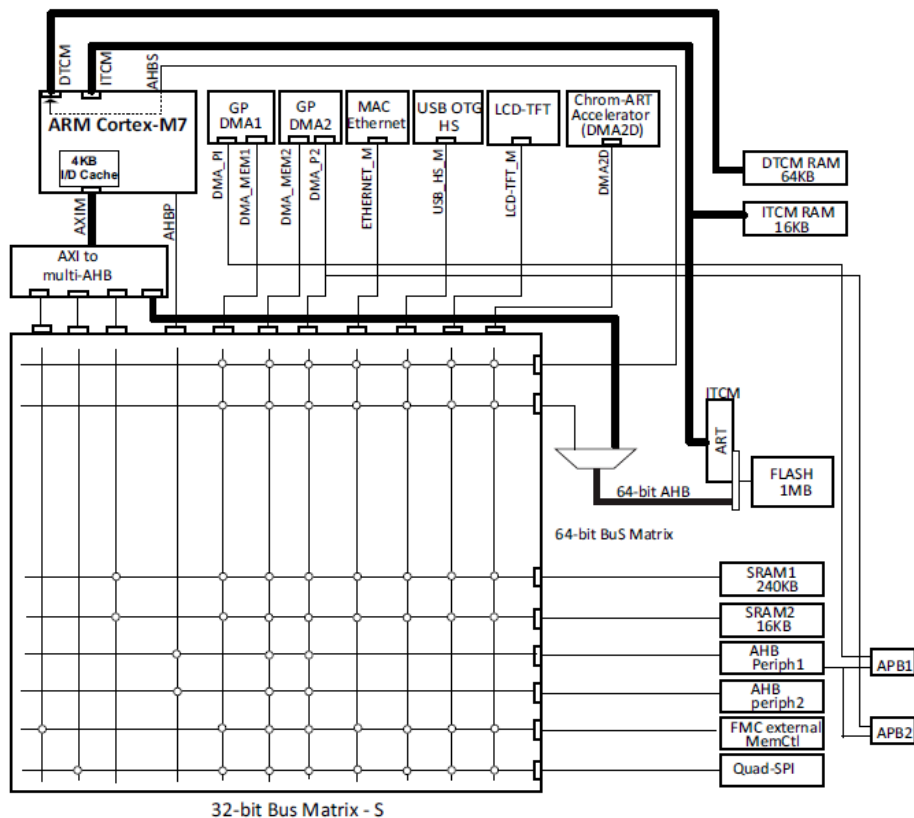 DTCM
ITCM
AHBS
ARM Cortex-M7
4KB
I/D Cache
GP
DMA1
GP
DMA2
MAC
Ethernet
USB OTG
HS
LCD-TFT
Chrom-ART
Accelerator
(DMA2D)
DTCM RAM
64KB
ITCM RAM
16KB
AXIM
AHBP
DMA_PI
DMA_MEM1
DMA_MEM2
DMA_P2
ETHERNET_M
USB_HS_M
LCD-TFT_M
DMA2D
AXI to
multi-AHB
ITCM
ART
FLASH
1MB
64-bit AHB
64-bit BuS Matrix
SRAM1
240KB
SRAM2
16KB
AHB
Periph1
APB1
AHB
periph2
APB2
FMC external
MemCtl
Quad-SPI
32-bit Bus Matrix - S